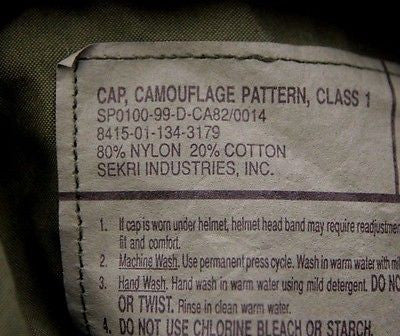 CAP, CAMOUFLAGE PATTERN, CLASS 1
SP0100-99-D-CA82/0014
8415-01-134-3179
80% NYLON 20% COTTON
SEKRI INDUSTRIES, INC.
1. If cap is worn under helmet, helmet head band may require readjustment
fit and comfort.
2. Machine Wash. Use permanent press cycle. Wash in warm water with
3. Hand Wash. Hand wash in warm water using mild detergent. DO NO
OR TWIST. Rinse in clean warm water.
4. DO NOT USE CHLORINE BLEACH OR STARCH.